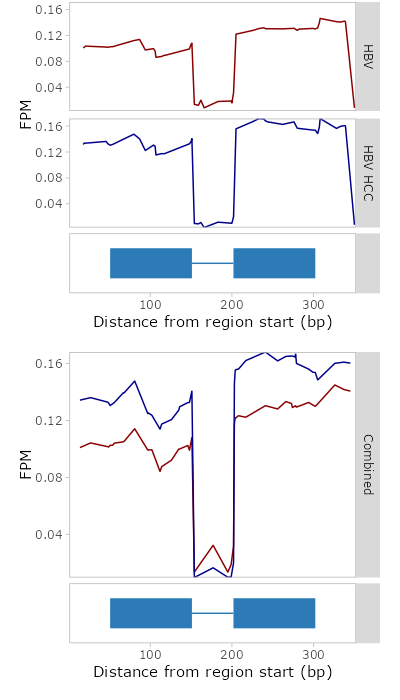 0.16
0.12
0.08
0.04
HBV
FPM
0.16
0.12
0.08
0.04
HBV HCC
100 200 300
Distance from region start (bp)
0.16
0.12
0.08
0.04
FPM
Combined
100 200 300
Distance from region start (bp)